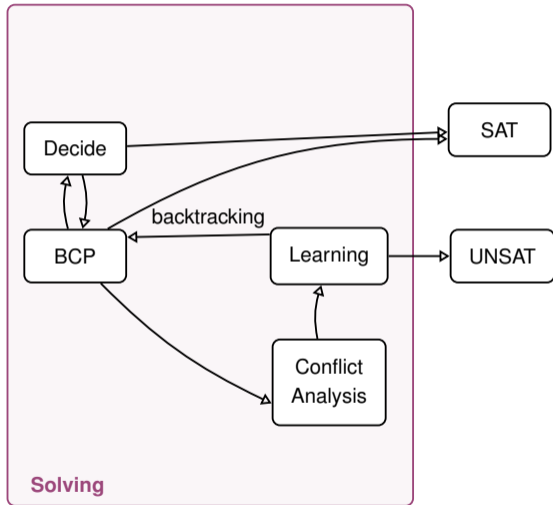 SAT
Decide
backtracking
BCP
Learning
UNSAT
Conflict
Analysis
Solving